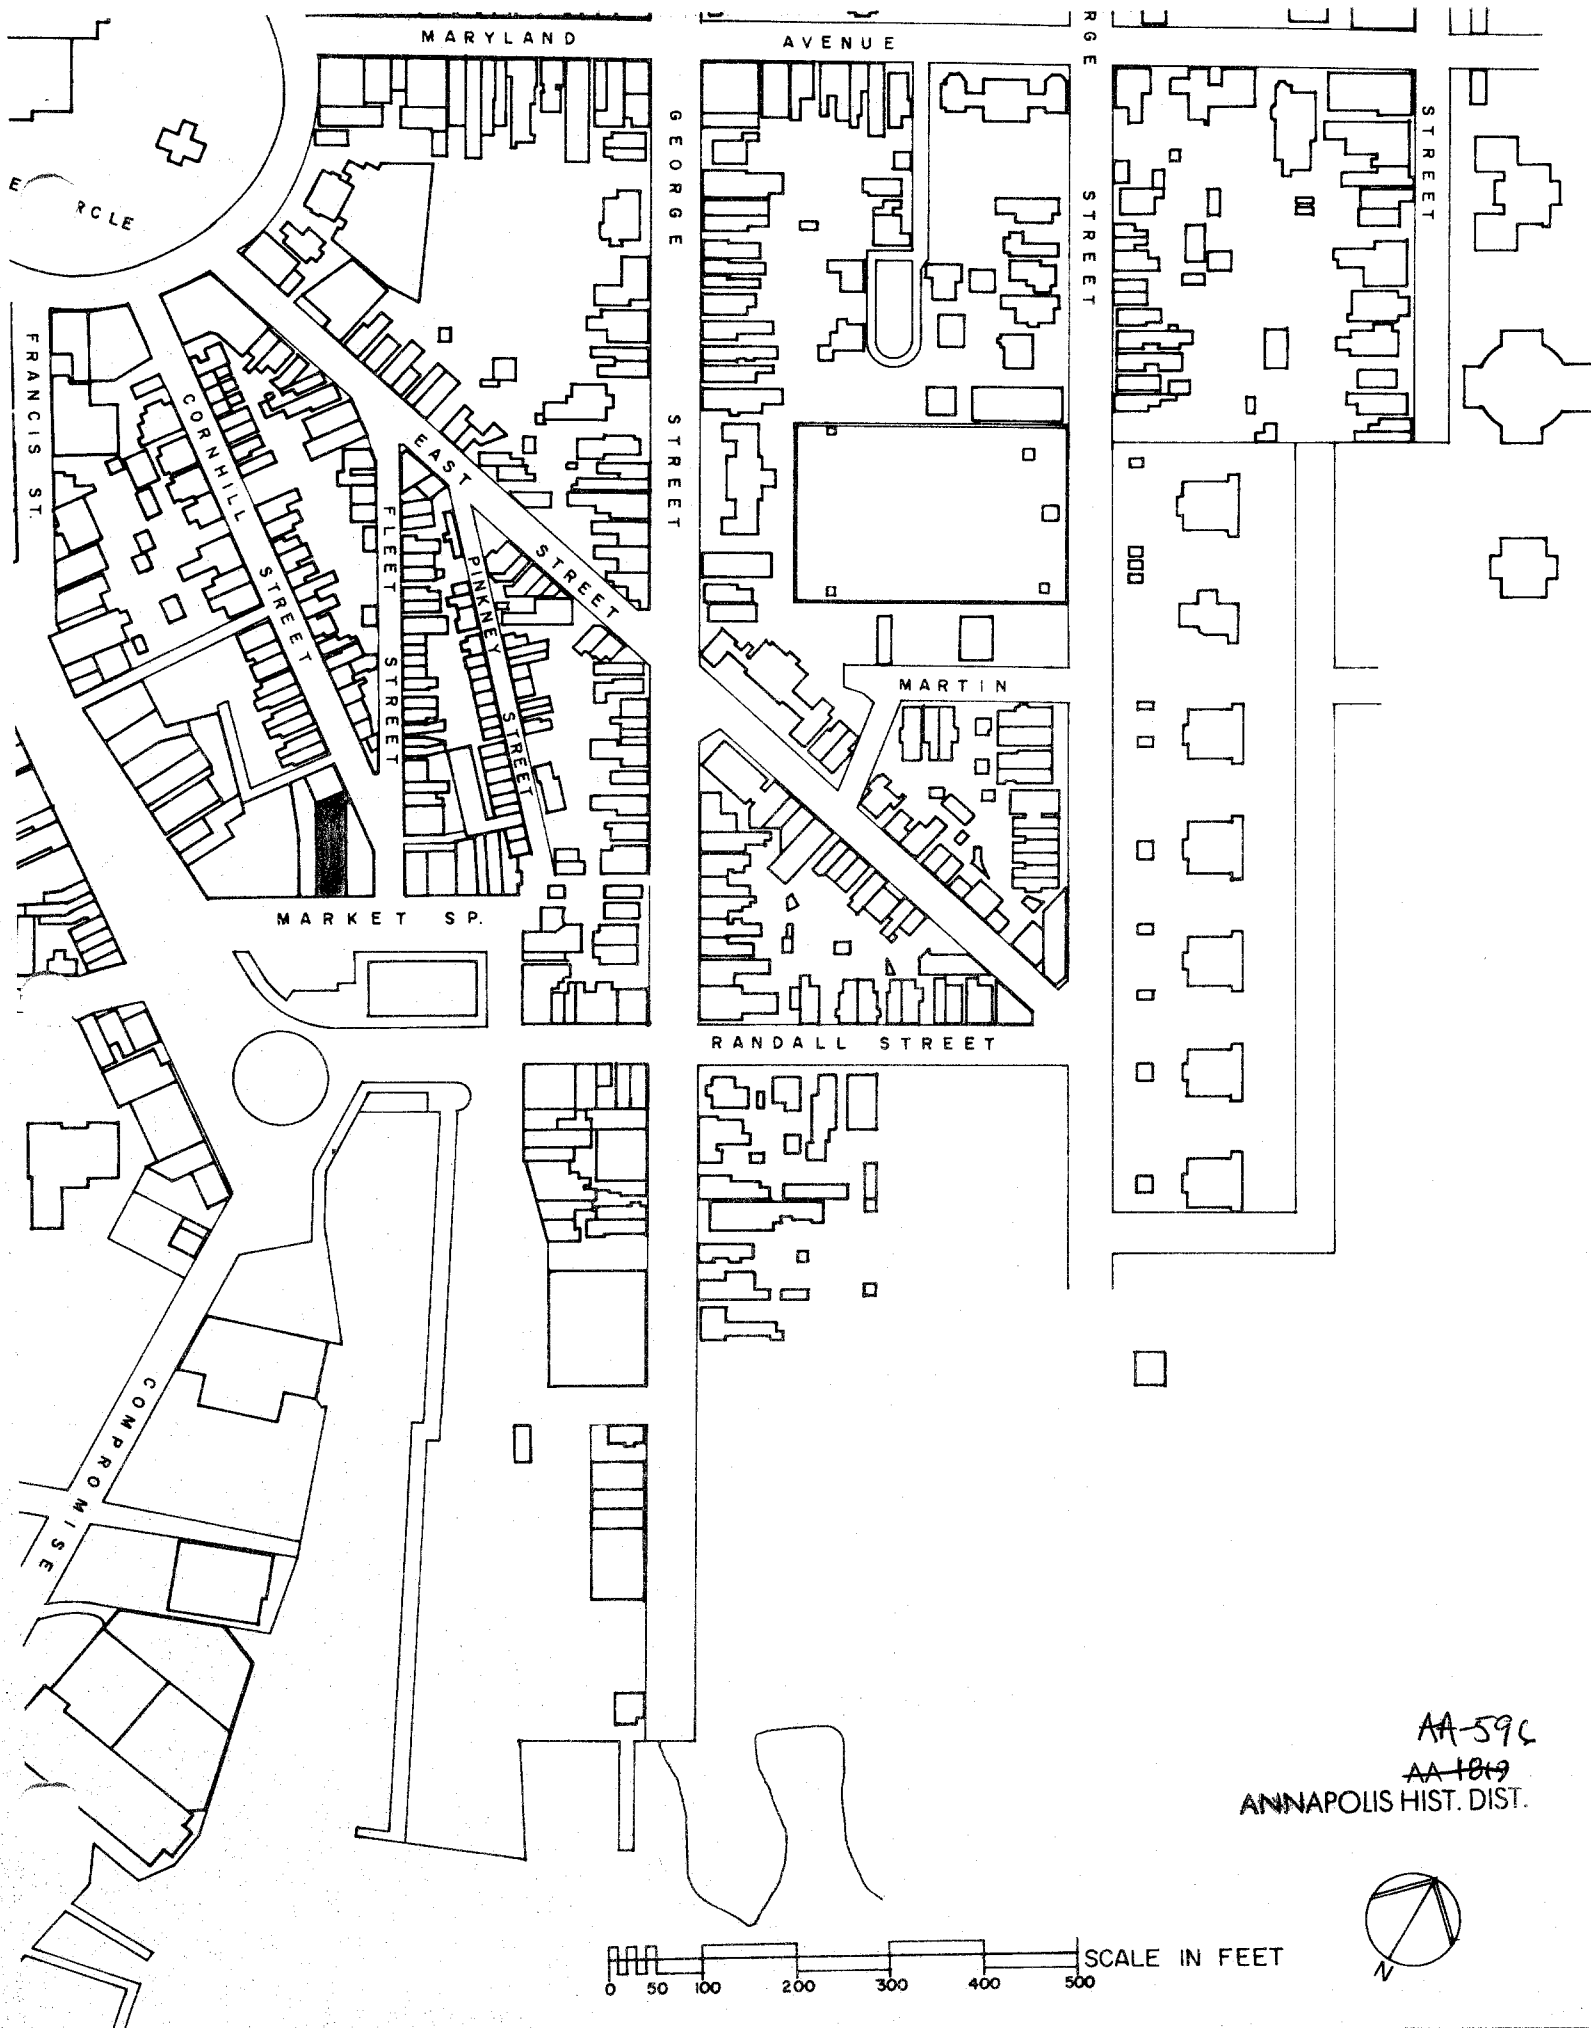 MARYLAND AVENUE
RGE STREET
GEORGE STREET
STREET
E
RCLE
FRANCIS ST.
CORNHILL STREET
EAST STREET
FLEET STREET
PINKNEY STREET
MARTIN
MARKET SP.
RANDALL STREET
COMPROMISE
AA-596
AA 1819
ANNAPOLIS HIST. DIST.
N
SCALE IN FEET
0 50 100 200 300 400 500